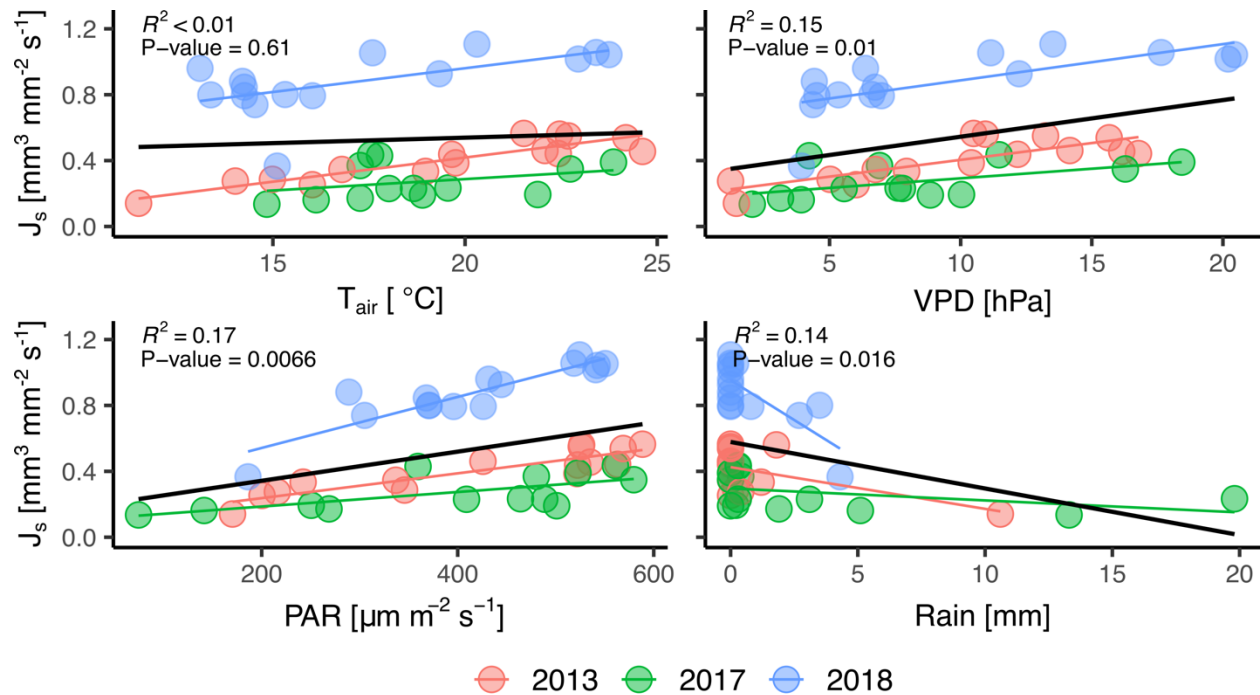 R² < 0.01
P−value = 0.61
1.2
0.8
0.4
0.0
Jₛ [mm³ mm⁻² s⁻¹]
15
20
25
Tair [ °C]
R² = 0.15
P−value = 0.01
5
10
15
20
VPD [hPa]
R² = 0.17
P−value = 0.0066
1.2
0.8
0.4
0.0
Jₛ [mm³ mm⁻² s⁻¹]
200
400
600
PAR [µm m⁻² s⁻¹]
R² = 0.14
P−value = 0.016
0
5
10
15
20
Rain [mm]
2013 2017 2018